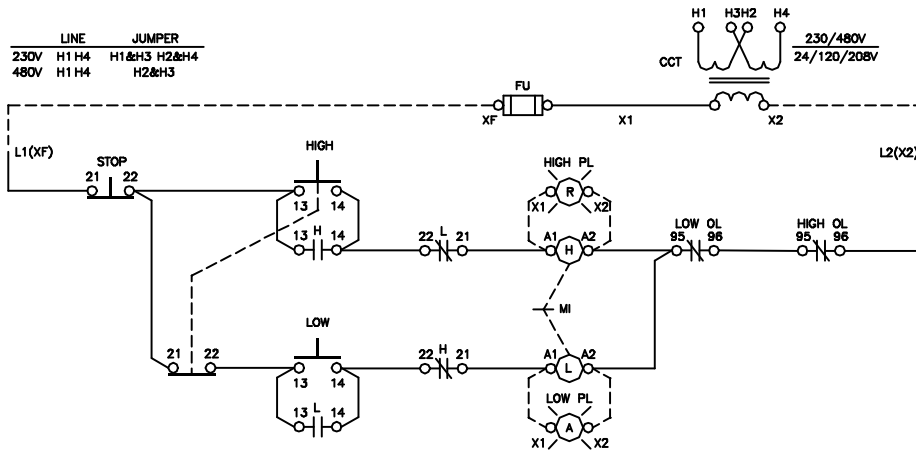 H1 H3 H2 H4
LINE JUMPER
230V H1 H4 H1&H3 H2&H4
480V H1 H4 H2&H3
CCT
230/480V
24/120/208V
FU
XF X1 X2
L1(XF)
L2(X2)
STOP
21 22
HIGH
13 14
13 H 14
22 L 21
HIGH PL
R
X1 X2
A1 H A2
LOW OL
95 96
HIGH OL
95 96
MI
21 22
LOW
13 14
13 L 14
22 H 21
A1 L A2
LOW PL
A
X1 X2